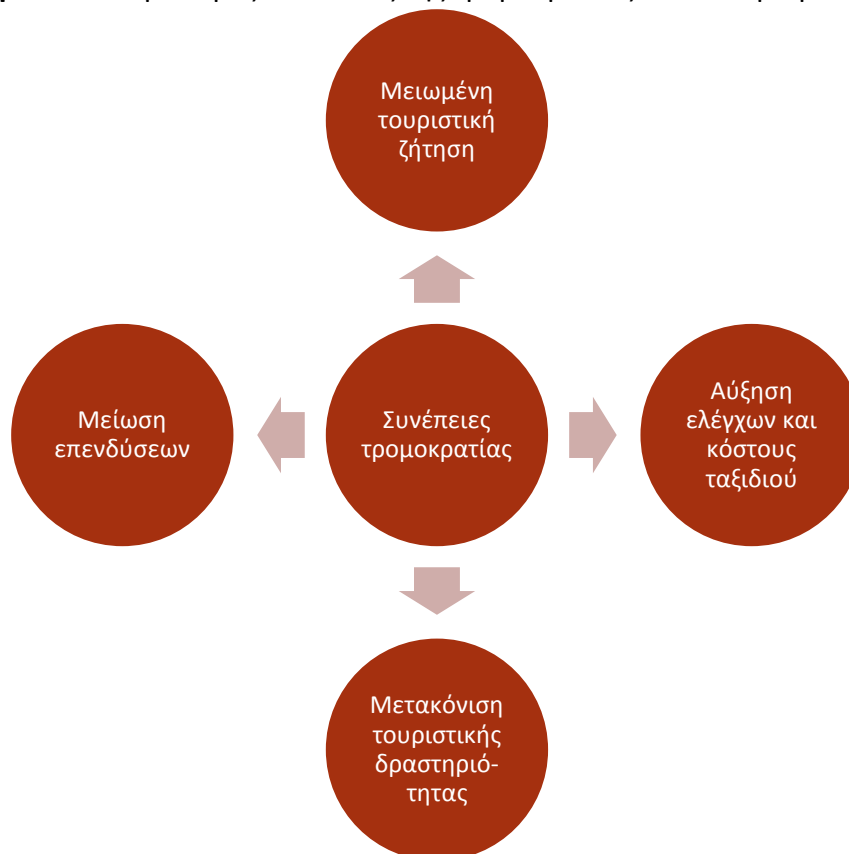 Μειωμένη
τουριστική
ζήτηση
Μείωση
επενδύσεων
Συνέπειες
τρομοκρατίας
Αύξηση
ελέγχων και
κόστους
ταξιδιού
Μετακόνιση
τουριστικής
δραστηριό-
τητας